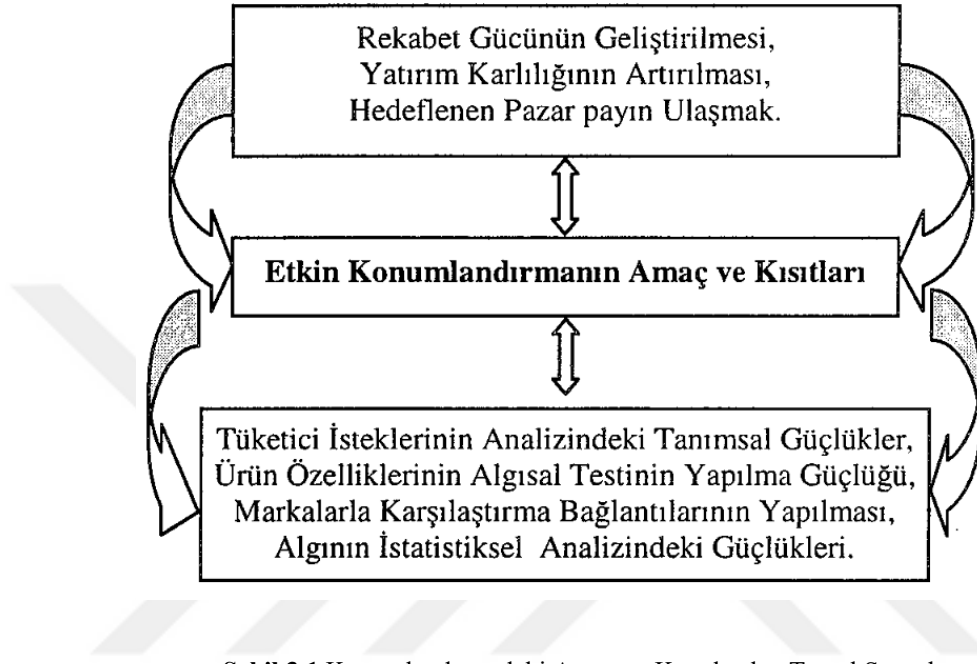 Rekabet Gücünün Geliştirilmesi,
Yatırım Karlılığının Artırılması,
Hedeflenen Pazar payın Ulaşmak.
Etkin Konumlandırmanın Amaç ve Kısıtları
Tüketici İsteklerinin Analizindeki Tanımsal Güçlükler,
Ürün Özelliklerinin Algısal Testinin Yapılma Güçlüğü,
Markalarla Karşılaştırma Bağlantılarının Yapılması,
Algının İstatistiksel Analizindeki Güçlükleri.